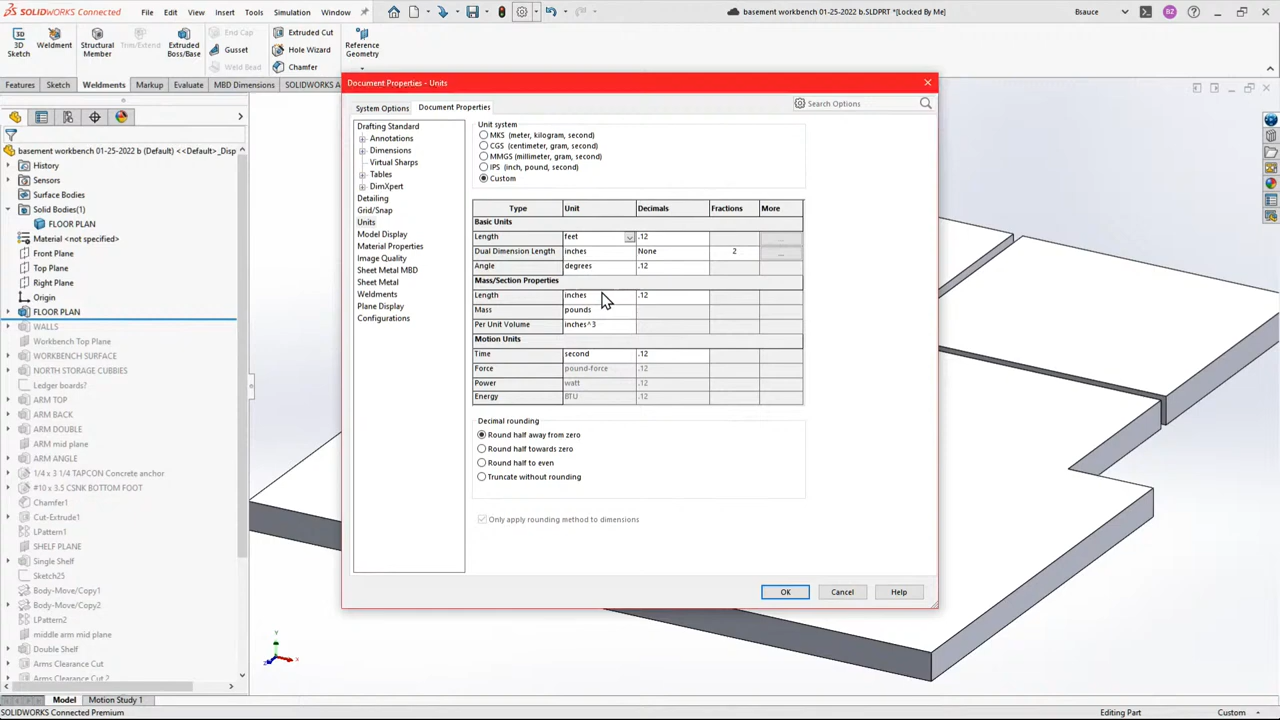 SOLIDWORKS Connected
File Edit View Insert Tools Simulation Window
basement workbench 01-25-2022 b.SLDPRT *[Locked By Me]
Bsauce
BZ
3D Sketch
Weldment
Structural Member
Trim/Extend
Extruded Boss/Base
End Cap
Gusset
Weld Bead
Extruded Cut
Hole Wizard
Chamfer
Reference Geometry
Features Sketch Weldments Markup Evaluate MBD Dimensions SOLIDWORKS A
basement workbench 01-25-2022 b (Default) <<Default>_Disp
History
Sensors
Surface Bodies
Solid Bodies(1)
FLOOR PLAN
Material <not specified>
Front Plane
Top Plane
Right Plane
Origin
FLOOR PLAN
WALLS
Workbench Top Plane
WORKBENCH SURFACE
NORTH STORAGE CUBBIES
Ledger boards?
ARM TOP
ARM BACK
ARM DOUBLE
ARM mid plane
ARM ANGLE
1/4 x 3 1/4 TAPCON Concrete anchor
#10 x 3.5 CSNK BOTTOM FOOT
Chamfer1
Cut-Extrude1
LPattern1
SHELF PLANE
Single Shelf
Sketch25
Body-Move/Copy1
Body-Move/Copy2
LPattern2
middle arm mid plane
Double Shelf
Arms Clearance Cut
Arms Clearance Cut 2
Document Properties - Units
System Options Document Properties
Search Options
Drafting Standard
Annotations
Dimensions
Virtual Sharps
Tables
DimXpert
Detailing
Grid/Snap
Units
Model Display
Material Properties
Image Quality
Sheet Metal MBD
Sheet Metal
Weldments
Plane Display
Configurations
Unit system
MKS (meter, kilogram, second)
CGS (centimeter, gram, second)
MMGS (millimeter, gram, second)
IPS (inch, pound, second)
Custom
Type Unit Decimals Fractions More
Basic Units
Length feet .12 ...
Dual Dimension Length inches None 2 ...
Angle degrees .12
Mass/Section Properties
Length inches .12
Mass pounds
Per Unit Volume inches^3
Motion Units
Time second .12
Force pound-force .12
Power watt .12
Energy BTU .12
Decimal rounding
Round half away from zero
Round half towards zero
Round half to even
Truncate without rounding
Only apply rounding method to dimensions
OK Cancel Help
Y
X
Z
Model Motion Study 1
SOLIDWORKS Connected Premium
Editing Part
Custom